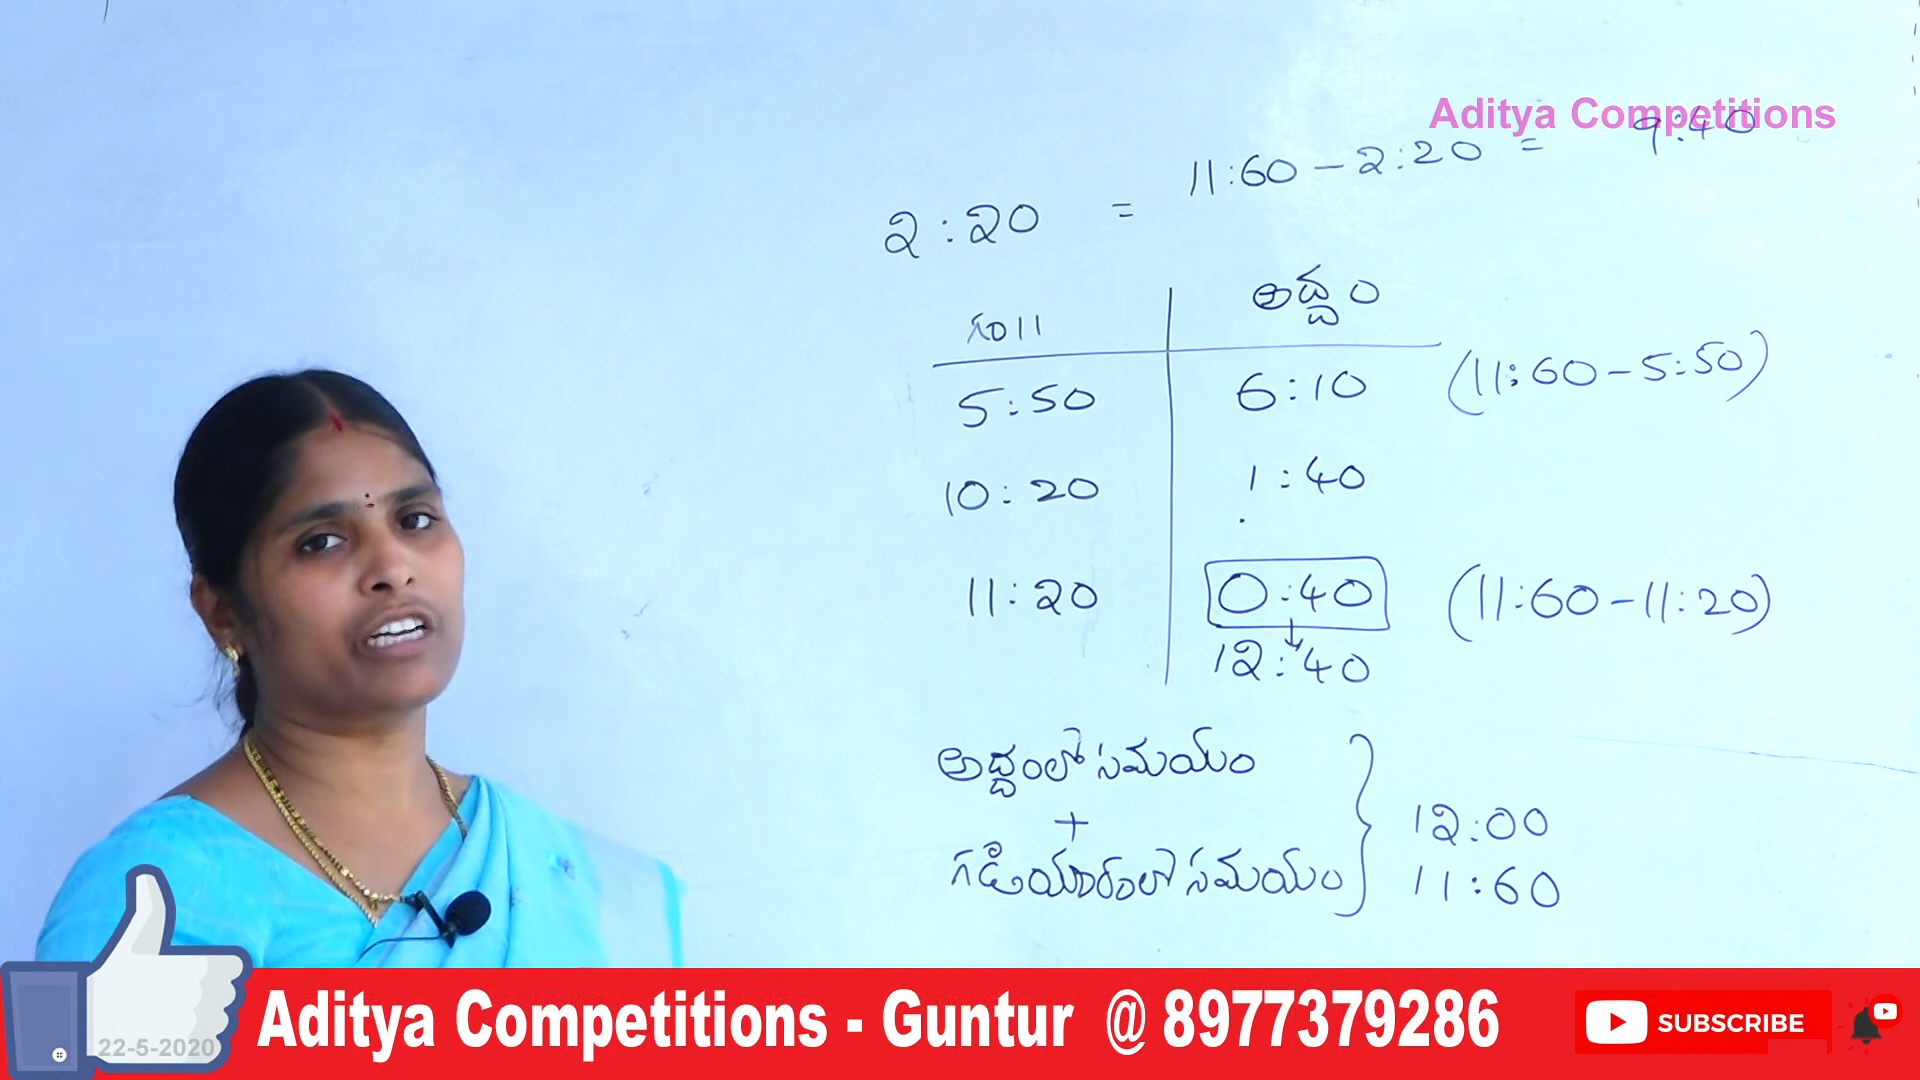 Aditya Competitions
2:20 = 11:60 - 2:20 = 9:40
గం॥ అద్దం
5:50 6:10 (11:60 - 5:50)
10:20 1:40
11:20 0:40 (11:60 - 11:20)
12:40
అద్దంలో సమయం
+
గడియారంలో సమయం
12:00
11:60
22-5-2020
Aditya Competitions - Guntur @ 8977379286
SUBSCRIBE